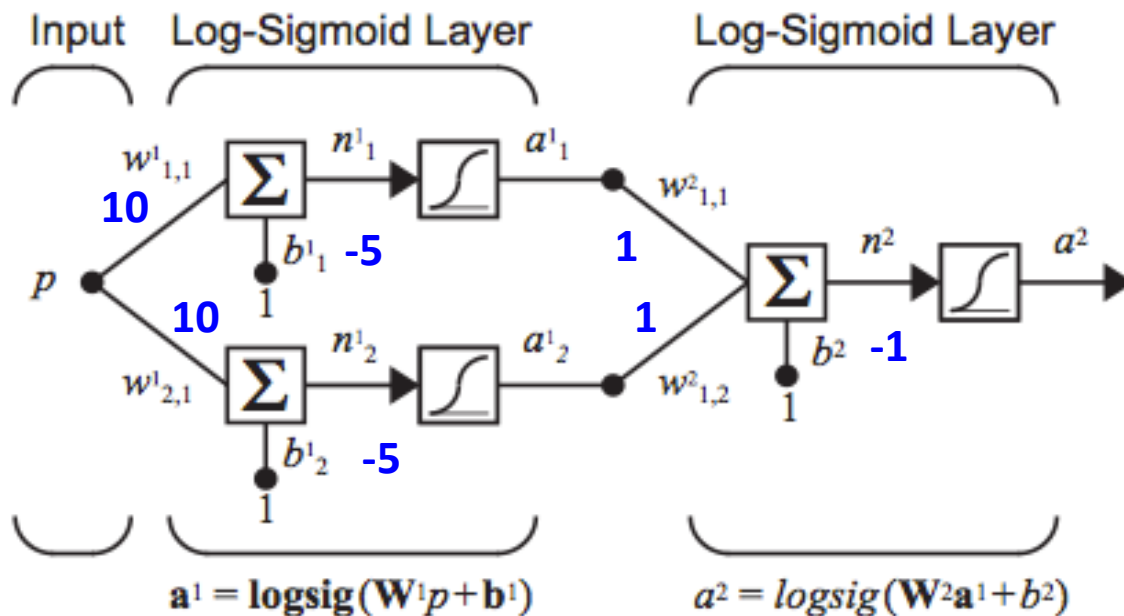 Input Log-Sigmoid Layer Log-Sigmoid Layer
w¹₁,₁ Σ n¹₁ a¹₁ w²₁,₁
10 b¹₁ -5 1 n² a²
p 1 Σ
10 n¹₂ a¹₂ 1 b² -1
w¹₂,₁ Σ w²₁,₂ 1
b¹₂ -5
1
a¹ = logsig(W¹p+b¹) a² = logsig(W²a¹+b²)